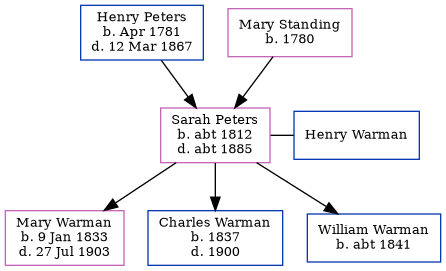 Henry Peters
b. Apr 1781
d. 12 Mar 1867
Mary Standing
b. 1780
Sarah Peters
b. abt 1812
d. abt 1885
Henry Warman
Mary Warman
b. 9 Jan 1833
d. 27 Jul 1903
Charles Warman
b. 1837
d. 1900
William Warman
b. abt 1841